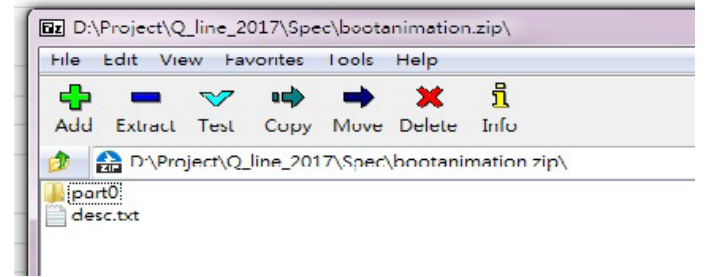 D:\Project\Q_line_2017\Spec\bootanimation.zip\
File Edit View Favorites Tools Help
Add Extract Test Copy Move Delete Info
D:\Project\Q_line_2017\Spec\bootanimation.zip\
part0
desc.txt